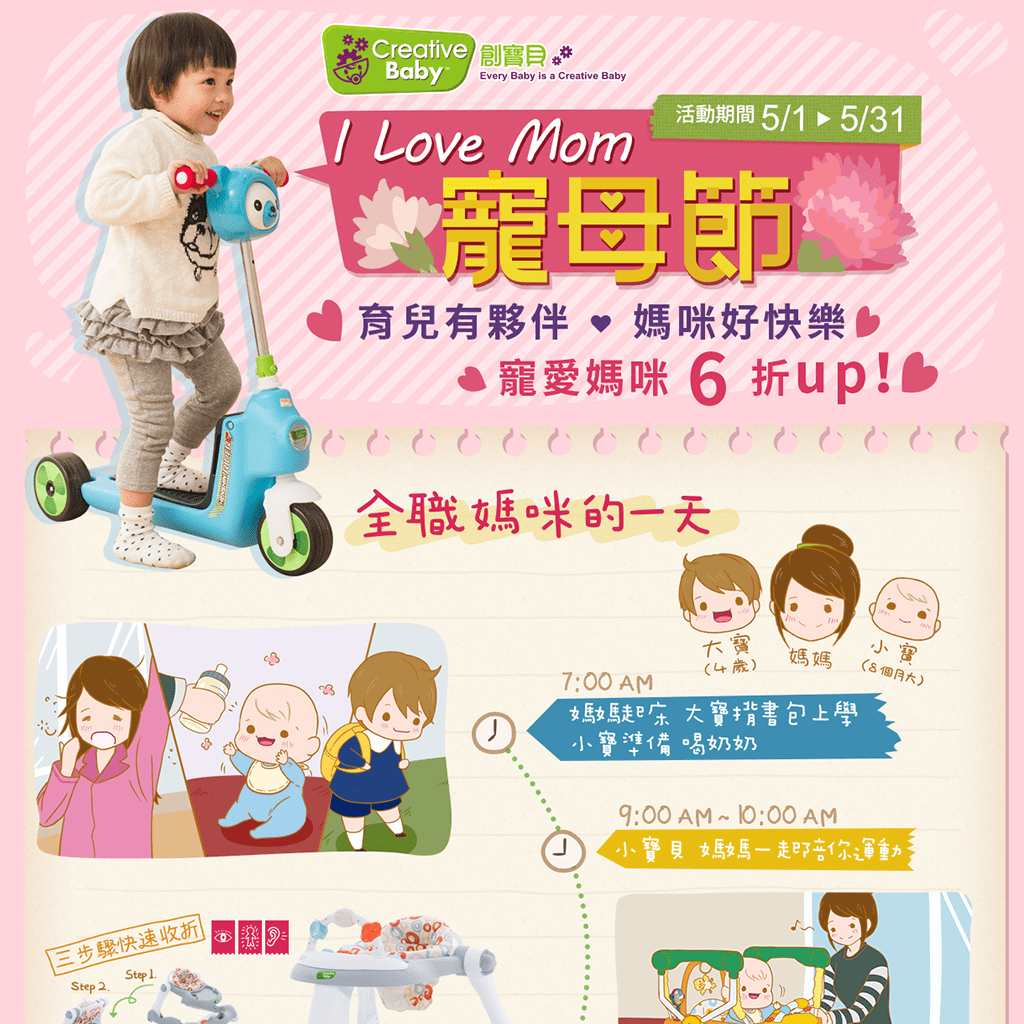 Creative
Baby
創寶貝
Every Baby is a Creative Baby
活動期間 5/1 ▶ 5/31
I Love Mom
寵母節
育兒有夥伴 ♥ 媽咪好快樂
寵愛媽咪 6 折up!
全職媽咪的一天
大寶
(4歲)
媽媽
小寶
(8個月大)
7:00 AM
媽媽起床 大寶揹書包上學
小寶準備 喝奶奶
9:00 AM~10:00 AM
小寶貝 媽媽一起陪你運動
三步驟快速收折
Step 1.
Step 2.